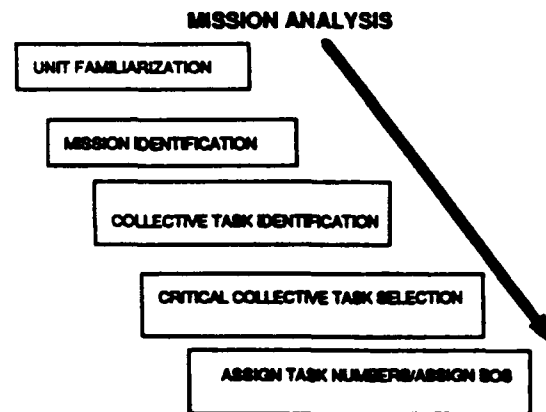 MISSION ANALYSIS
UNIT FAMILIARIZATION
MISSION IDENTIFICATION
COLLECTIVE TASK IDENTIFICATION
CRITICAL COLLECTIVE TASK SELECTION
ASSIGN TASK NUMBERS/ASSIGN BOS